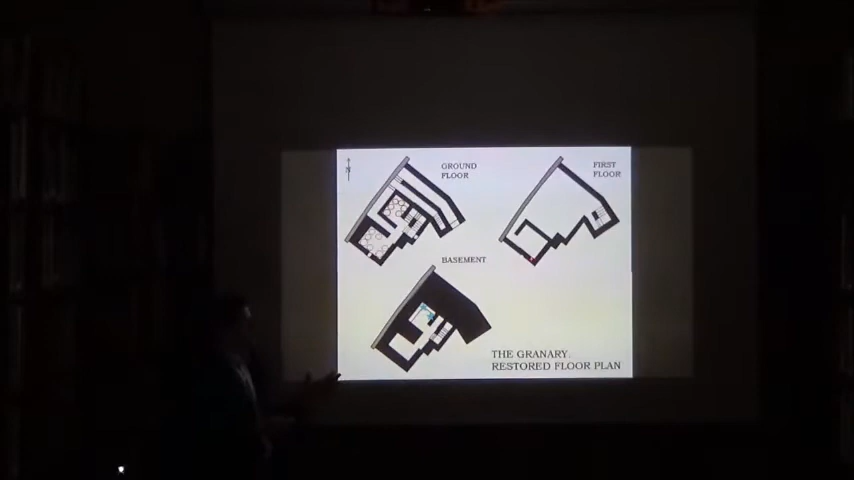 N
GROUND
FLOOR
FIRST
FLOOR
BASEMENT
THE GRANARY.
RESTORED FLOOR PLAN